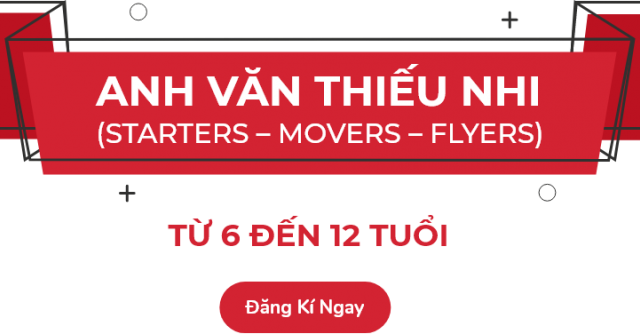 ANH VĂN THIẾU NHI
(STARTERS – MOVERS – FLYERS)
TỪ 6 ĐẾN 12 TUỔI
Đăng Kí Ngay